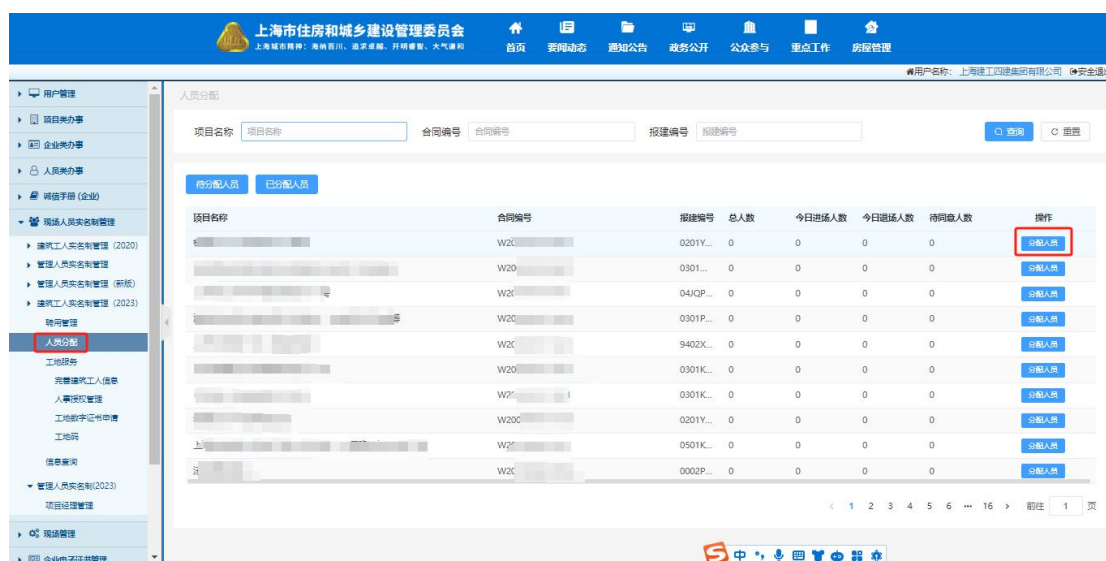 上海市住房和城乡建设管理委员会
上海城市精神：海纳百川、追求卓越、开明睿智、大气谦和
首页 要闻动态 通知公告 政务公开 公众参与 重点工作 房屋管理
用户名称： 上海建工四建集团有限公司 安全退出
用户管理
项目类办事
企业类办事
人员类办事
诚信手册 (企业)
现场人员实名制管理
建筑工人实名制管理（2020）
管理人员实名制管理
管理人员实名制管理（新版）
建筑工人实名制管理（2023）
聘用管理
人员分配
工地服务
完善建筑工人信息
人事授权管理
工地数字证书申请
工地码
信息查询
管理人员实名制(2023)
项目经理管理
现场管理
企业电子证书管理
人员分配
项目名称 项目名称 合同编号 合同编号 报建编号 报建编号 查询 重置
待分配人员 已分配人员
项目名称 合同编号 报建编号 总人数 今日进场人数 今日退场人数 待同意人数 操作
W20 0201Y... 0 0 0 0 分配人员
W20 0301... 0 0 0 0 分配人员
W20 04JQP... 0 0 0 0 分配人员
等 W20 0301P... 0 0 0 0 分配人员
W20 9402X... 0 0 0 0 分配人员
W20 0301K... 0 0 0 0 分配人员
W2 0301K... 0 0 0 0 分配人员
W200 0201Y... 0 0 0 0 分配人员
上 W2 0501K... 0 0 0 0 分配人员
W20 0002P... 0 0 0 0 分配人员
1 2 3 4 5 6 ... 16 前往 1 页
中